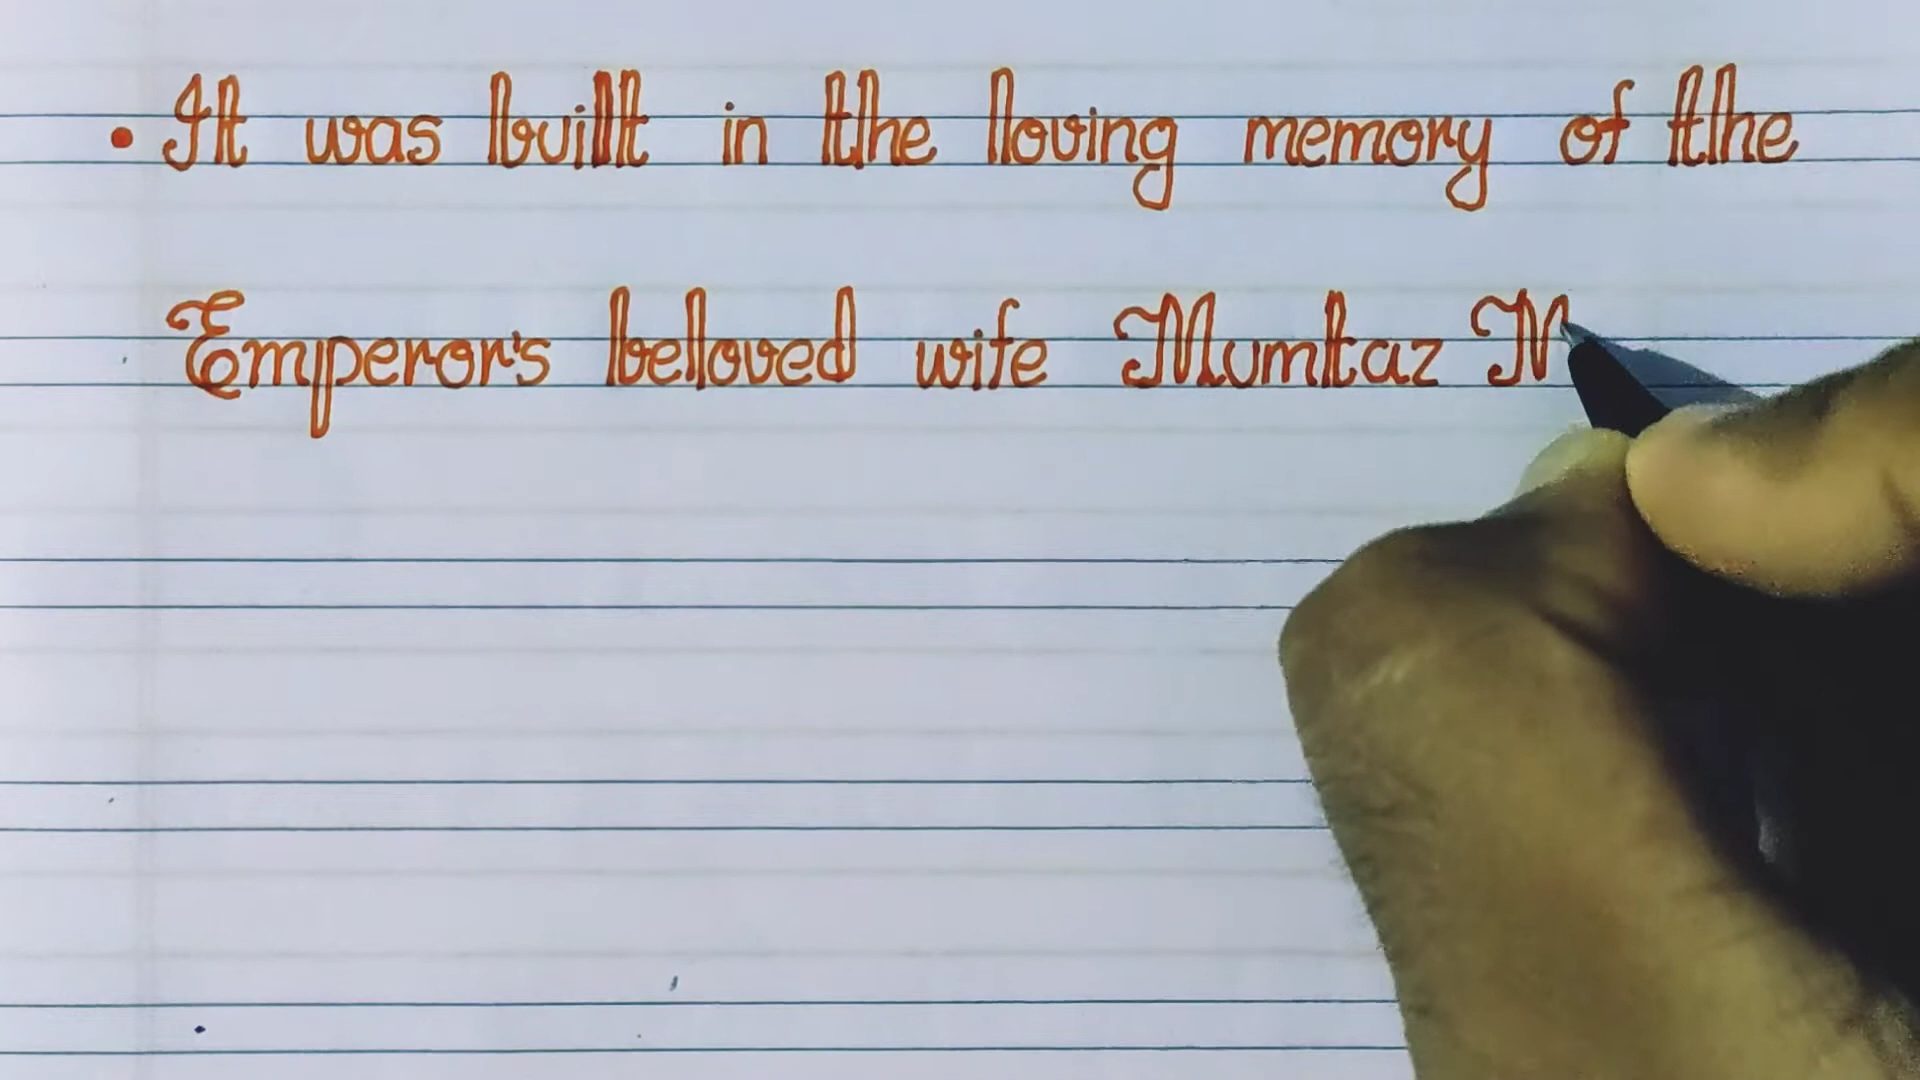 • It was built in the loving memory of the
Emperor's beloved wife Mumtaz M